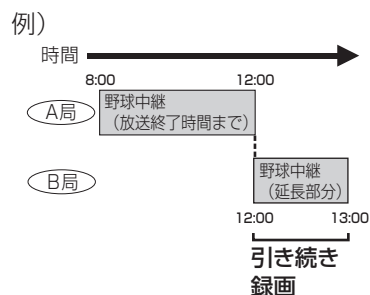 例）
時間
8:00 12:00
A局
野球中継
（放送終了時間まで）
B局
野球中継
（延長部分）
12:00 13:00
引き続き
録画